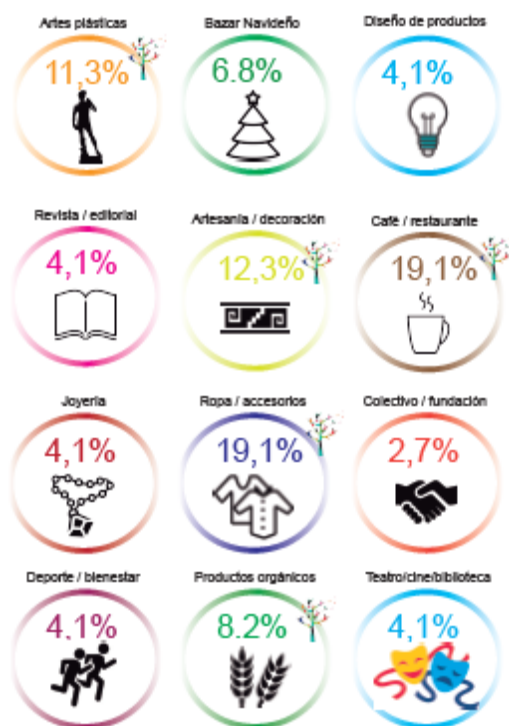 Artes plásticas
11,3%
Bazar Navideño
6.8%
Diseño de productos
4,1%
Revista / editorial
4,1%
Artesanía / decoración
12,3%
Café / restaurante
19,1%
Joyería
4,1%
Ropa / accesorios
19,1%
Colectivo / fundación
2,7%
Deporte / bienestar
4.1%
Productos orgánicos
8.2%
Teatro/cine/biblioteca
4,1%